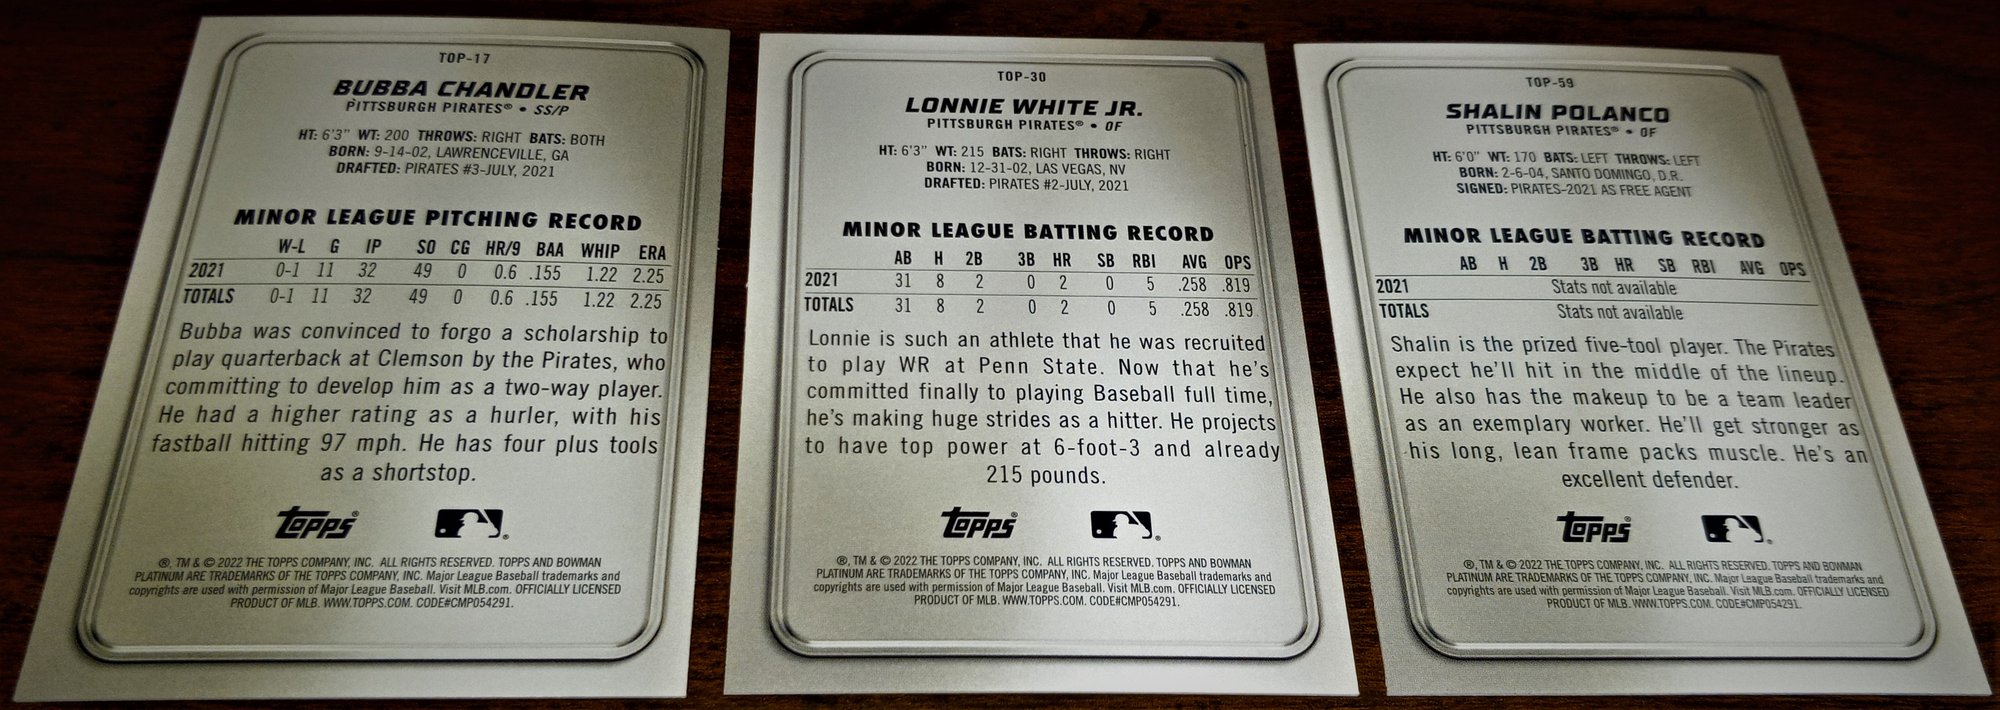 TOP-17
BUBBA CHANDLER
PITTSBURGH PIRATES® • SS/P
HT: 6'3" WT: 200 THROWS: RIGHT BATS: BOTH
BORN: 9-14-02, LAWRENCEVILLE, GA
DRAFTED: PIRATES #3-JULY, 2021
MINOR LEAGUE PITCHING RECORD
W-L G IP SO CG HR/9 BAA WHIP ERA
2021 0-1 11 32 49 0 0.6 .155 1.22 2.25
TOTALS 0-1 11 32 49 0 0.6 .155 1.22 2.25
Bubba was convinced to forgo a scholarship to
play quarterback at Clemson by the Pirates, who
committing to develop him as a two-way player.
He had a higher rating as a hurler, with his
fastball hitting 97 mph. He has four plus tools
as a shortstop.
Topps®
®, TM & © 2022 THE TOPPS COMPANY, INC. ALL RIGHTS RESERVED. TOPPS AND BOWMAN
PLATINUM ARE TRADEMARKS OF THE TOPPS COMPANY, INC. Major League Baseball trademarks and
copyrights are used with permission of Major League Baseball. Visit MLB.com. OFFICIALLY LICENSED
PRODUCT OF MLB. WWW.TOPPS.COM. CODE#CMP054291.
TOP-30
LONNIE WHITE JR.
PITTSBURGH PIRATES® • OF
HT: 6'3" WT: 215 BATS: RIGHT THROWS: RIGHT
BORN: 12-31-02, LAS VEGAS, NV
DRAFTED: PIRATES #2-JULY, 2021
MINOR LEAGUE BATTING RECORD
AB H 2B 3B HR SB RBI AVG OPS
2021 31 8 2 0 2 0 5 .258 .819
TOTALS 31 8 2 0 2 0 5 .258 .819
Lonnie is such an athlete that he was recruited
to play WR at Penn State. Now that he's
committed finally to playing Baseball full time,
he's making huge strides as a hitter. He projects
to have top power at 6-foot-3 and already
215 pounds.
Topps®
®, TM & © 2022 THE TOPPS COMPANY, INC. ALL RIGHTS RESERVED. TOPPS AND BOWMAN
PLATINUM ARE TRADEMARKS OF THE TOPPS COMPANY, INC. Major League Baseball trademarks and
copyrights are used with permission of Major League Baseball. Visit MLB.com. OFFICIALLY LICENSED
PRODUCT OF MLB. WWW.TOPPS.COM. CODE#CMP054291.
TOP-59
SHALIN POLANCO
PITTSBURGH PIRATES® • OF
HT: 6'0" WT: 170 BATS: LEFT THROWS: LEFT
BORN: 2-6-04, SANTO DOMINGO, D.R.
SIGNED: PIRATES-2021 AS FREE AGENT
MINOR LEAGUE BATTING RECORD
AB H 2B 3B HR SB RBI AVG OPS
2021 Stats not available
TOTALS Stats not available
Shalin is the prized five-tool player. The Pirates
expect he'll hit in the middle of the lineup.
He also has the makeup to be a team leader
as an exemplary worker. He'll get stronger as
his long, lean frame packs muscle. He's an
excellent defender.
Topps®
®, TM & © 2022 THE TOPPS COMPANY, INC. ALL RIGHTS RESERVED. TOPPS AND BOWMAN
PLATINUM ARE TRADEMARKS OF THE TOPPS COMPANY, INC. Major League Baseball trademarks and
copyrights are used with permission of Major League Baseball. Visit MLB.com. OFFICIALLY LICENSED
PRODUCT OF MLB. WWW.TOPPS.COM. CODE#CMP054291.